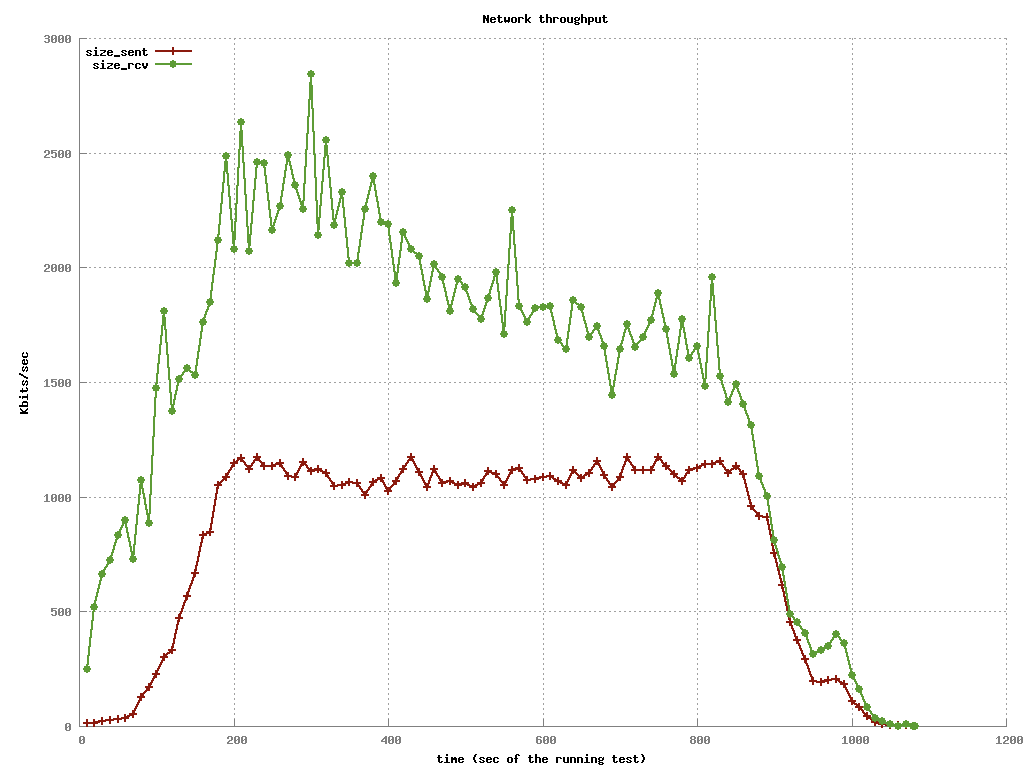 Network throughput
3000
size_sent
size_rcv
2500
2000
1500
Kbits/sec
1000
500
0
0 200 400 600 800 1000 1200
time (sec of the running test)